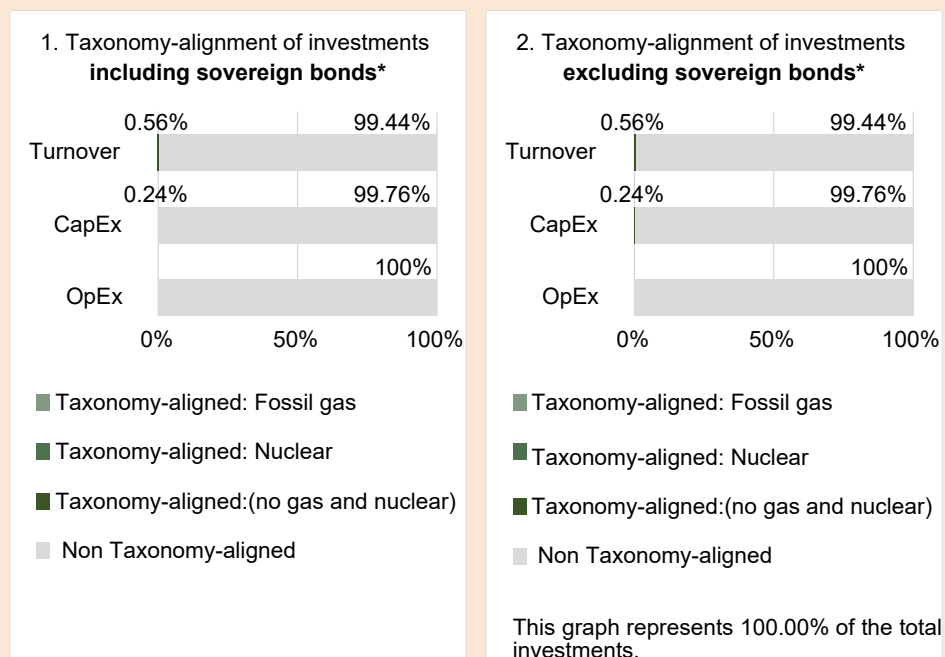 1. Taxonomy-alignment of investments
including sovereign bonds*
0.56% 99.44%
Turnover
0.24% 99.76%
CapEx
100%
OpEx
0% 50% 100%
Taxonomy-aligned: Fossil gas
Taxonomy-aligned: Nuclear
Taxonomy-aligned:(no gas and nuclear)
Non Taxonomy-aligned
2. Taxonomy-alignment of investments
excluding sovereign bonds*
0.56% 99.44%
Turnover
0.24% 99.76%
CapEx
100%
OpEx
0% 50% 100%
Taxonomy-aligned: Fossil gas
Taxonomy-aligned: Nuclear
Taxonomy-aligned:(no gas and nuclear)
Non Taxonomy-aligned
This graph represents 100.00% of the total
investments.